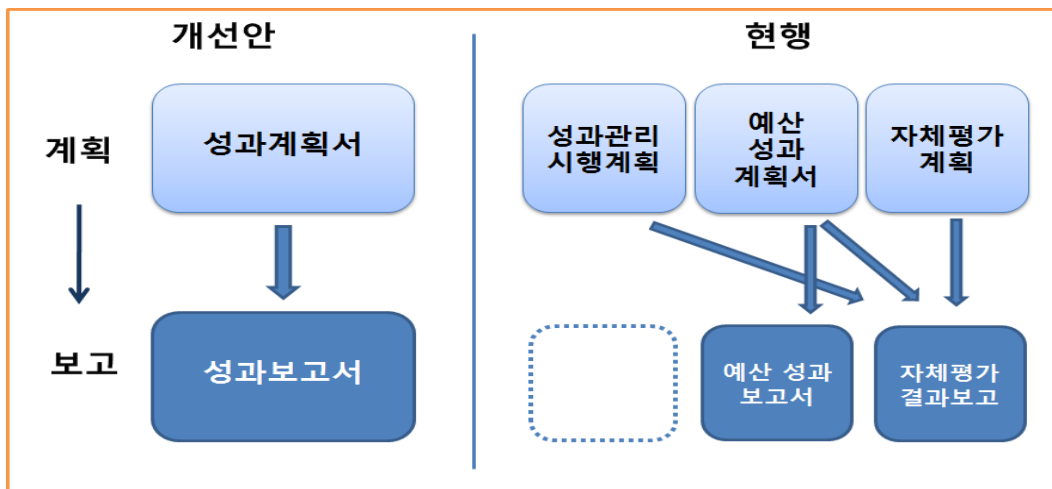 개선안
현행
계획
성과계획서
성과관리
시행계획
예산
성과
계획서
자체평가
계획
보고
성과보고서
예산 성과
보고서
자체평가
결과보고